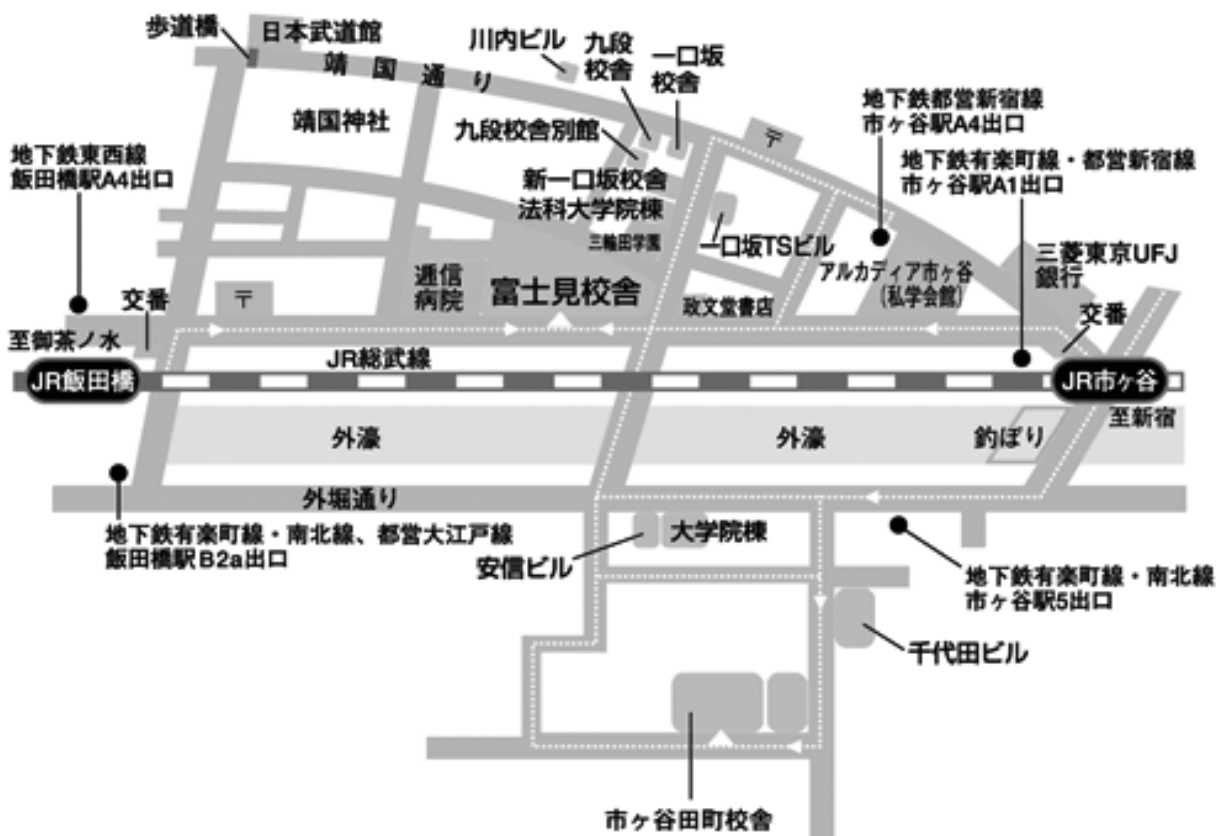 歩道橋
日本武道館
靖国通り
川内ビル
九段
校舎
一口坂
校舎
〒
靖国神社
九段校舎別館
地下鉄都営新宿線
市ヶ谷駅A4出口
地下鉄東西線
飯田橋駅A4出口
地下鉄有楽町線・都営新宿線
市ヶ谷駅A1出口
新一口坂校舎
法科大学院棟
三輪田学園
一口坂TSビル
三菱東京UFJ
銀行
アルカディア市ヶ谷
(私学会館)
逓信
病院
富士見校舎
政文堂書店
交番
〒
交番
至御茶ノ水
JR総武線
JR飯田橋
JR市ヶ谷
至新宿
外濠
外濠
釣ぼり
外堀通り
地下鉄有楽町線・南北線、都営大江戸線
飯田橋駅B2a出口
安信ビル
大学院棟
地下鉄有楽町線・南北線
市ヶ谷駅5出口
千代田ビル
市ヶ谷田町校舎